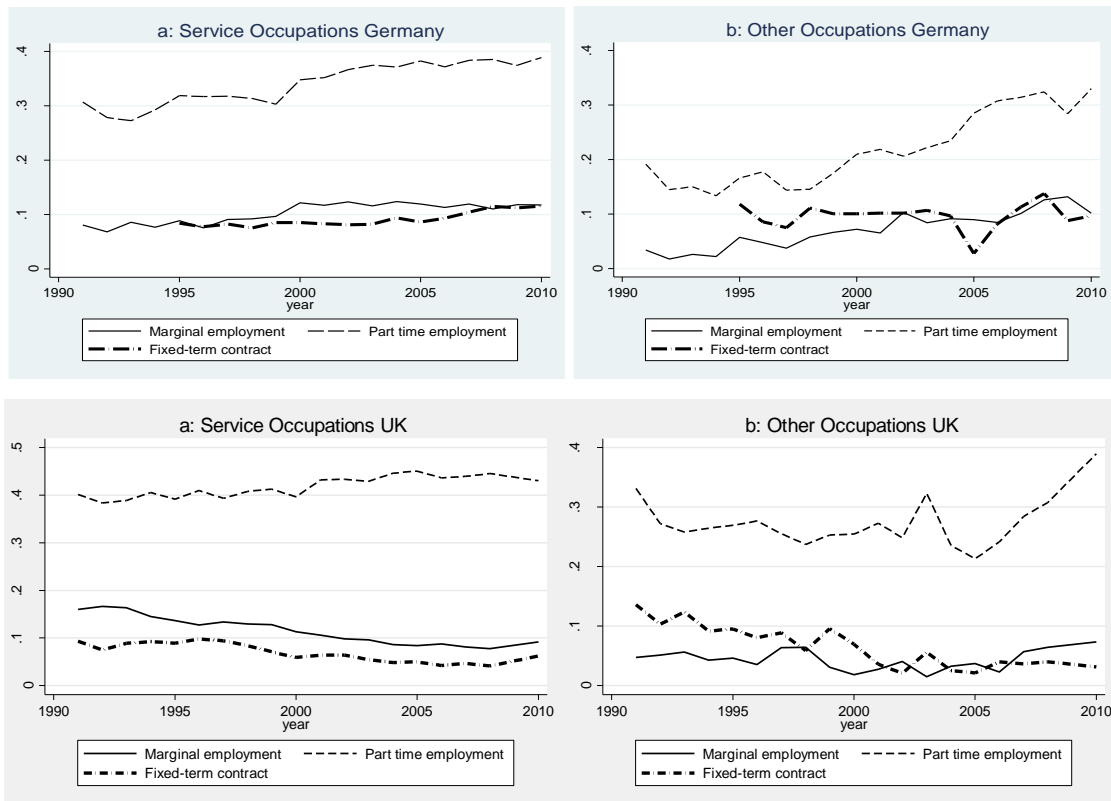 a: Service Occupations Germany
.4
.3
.2
.1
0
1990 1995 2000 2005 2010
year
Marginal employment Part time employment
Fixed-term contract
b: Other Occupations Germany
.4
.3
.2
.1
0
1990 1995 2000 2005 2010
year
Marginal employment Part time employment
Fixed-term contract
a: Service Occupations UK
.5
.4
.3
.2
.1
0
1990 1995 2000 2005 2010
year
Marginal employment Part time employment
Fixed-term contract
b: Other Occupations UK
.4
.3
.2
.1
0
1990 1995 2000 2005 2010
year
Marginal employment Part time employment
Fixed-term contract